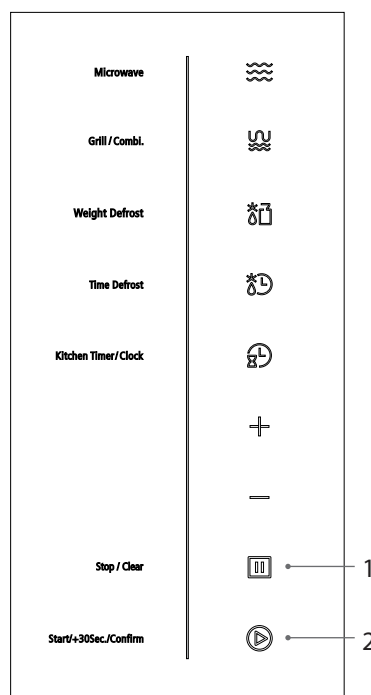 Microwave
Grill / Combi.
Weight Defrost
Time Defrost
Kitchen Timer/Clock
Stop / Clear
1
Start/+30Sec./Confirm
2